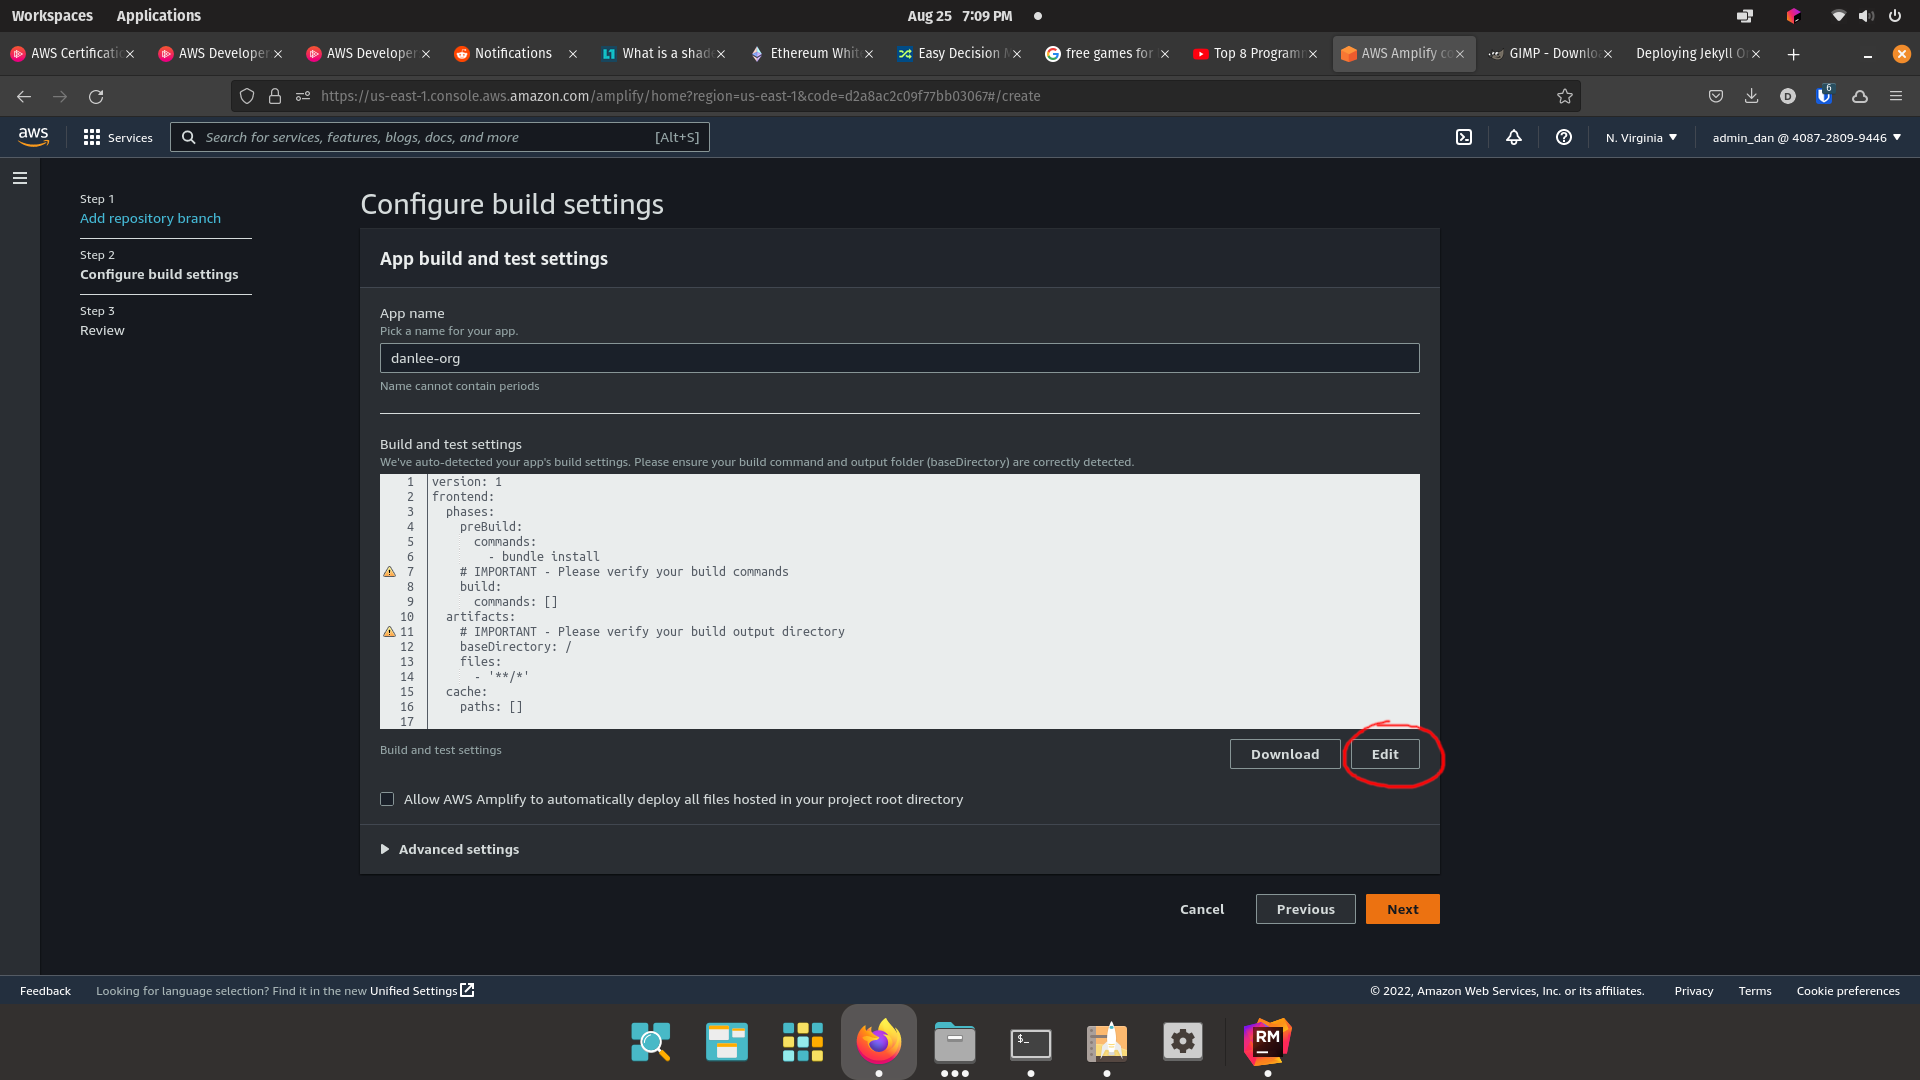 Workspaces Applications Aug 25 7:09 PM
AWS Certificatio AWS Developer AWS Developer Notifications What is a shad Ethereum Whit Easy Decision M free games for Top 8 Programm AWS Amplify co GIMP - Downlo Deploying Jekyll O
https://us-east-1.console.aws.amazon.com/amplify/home?region=us-east-1&code=d2a8ac2c09f77bb03067#/create D 6
aws Services Search for services, features, blogs, docs, and more [Alt+S] N. Virginia admin_dan @ 4087-2809-9446
Step 1
Add repository branch
Step 2
Configure build settings
Step 3
Review
Configure build settings
App build and test settings
App name
Pick a name for your app.
danlee-org
Name cannot contain periods
Build and test settings
We've auto-detected your app's build settings. Please ensure your build command and output folder (baseDirectory) are correctly detected.
1 version: 1
2 frontend:
3 phases:
4 preBuild:
5 commands:
6 - bundle install
7 # IMPORTANT - Please verify your build commands
8 build:
9 commands: []
10 artifacts:
11 # IMPORTANT - Please verify your build output directory
12 baseDirectory: /
13 files:
14 - '**/*'
15 cache:
16 paths: []
17
Build and test settings Download Edit
Allow AWS Amplify to automatically deploy all files hosted in your project root directory
Advanced settings
Cancel Previous Next
Feedback Looking for language selection? Find it in the new Unified Settings © 2022, Amazon Web Services, Inc. or its affiliates. Privacy Terms Cookie preferences
$_ RM